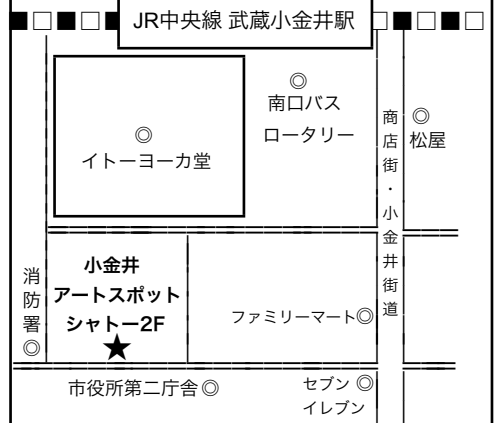 JR中央線 武蔵小金井駅
◎
南口バス
ロータリー
◎
イトーヨーカ堂
◎
松屋
商店街・小金井街道
小金井
アートスポット
シャトー2F
★
消防署◎
ファミリーマート◎
市役所第二庁舎◎
セブン◎
イレブン